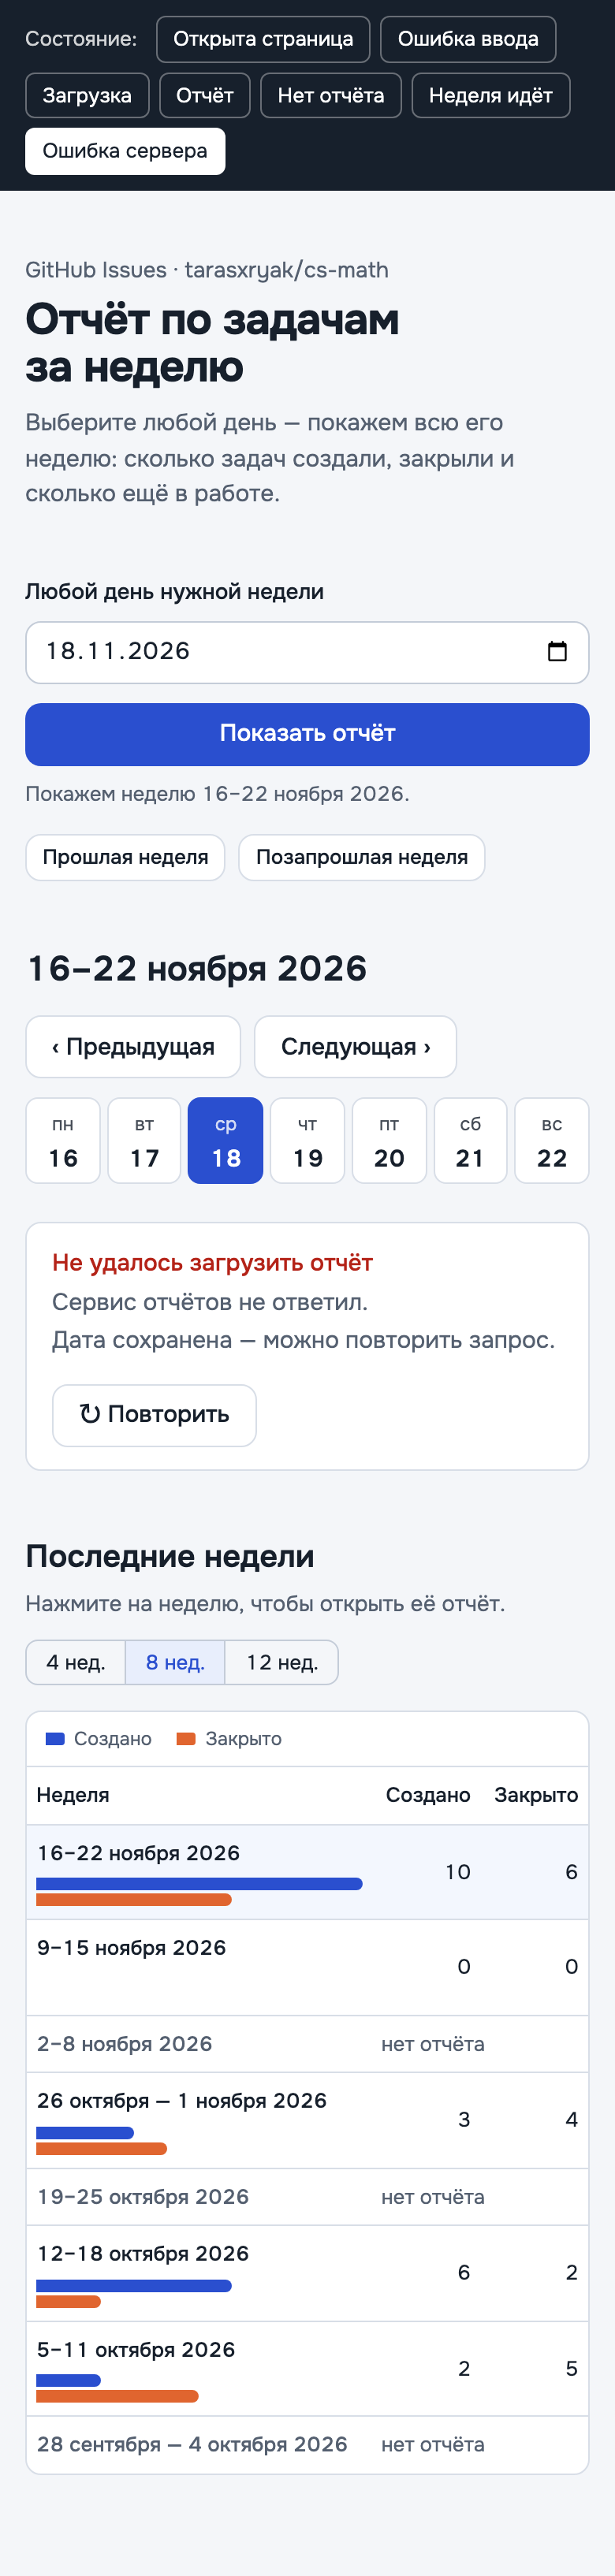 Состояние: Открыта страница Ошибка ввода
Загрузка Отчёт Нет отчёта Неделя идёт
Ошибка сервера
GitHub Issues · tarasxryak/cs-math
Отчёт по задачам
за неделю
Выберите любой день — покажем всю его
неделю: сколько задач создали, закрыли и
сколько ещё в работе.
Любой день нужной недели
18.11.2026
Показать отчёт
Покажем неделю 16–22 ноября 2026.
Прошлая неделя Позапрошлая неделя
16–22 ноября 2026
‹ Предыдущая Следующая ›
пн вт ср чт пт сб вс
16 17 18 19 20 21 22
Не удалось загрузить отчёт
Сервис отчётов не ответил.
Дата сохранена — можно повторить запрос.
↻ Повторить
Последние недели
Нажмите на неделю, чтобы открыть её отчёт.
4 нед. 8 нед. 12 нед.
Создано Закрыто
Неделя Создано Закрыто
16–22 ноября 2026 10 6
9–15 ноября 2026 0 0
2–8 ноября 2026 нет отчёта
26 октября — 1 ноября 2026 3 4
19–25 октября 2026 нет отчёта
12–18 октября 2026 6 2
5–11 октября 2026 2 5
28 сентября — 4 октября 2026 нет отчёта